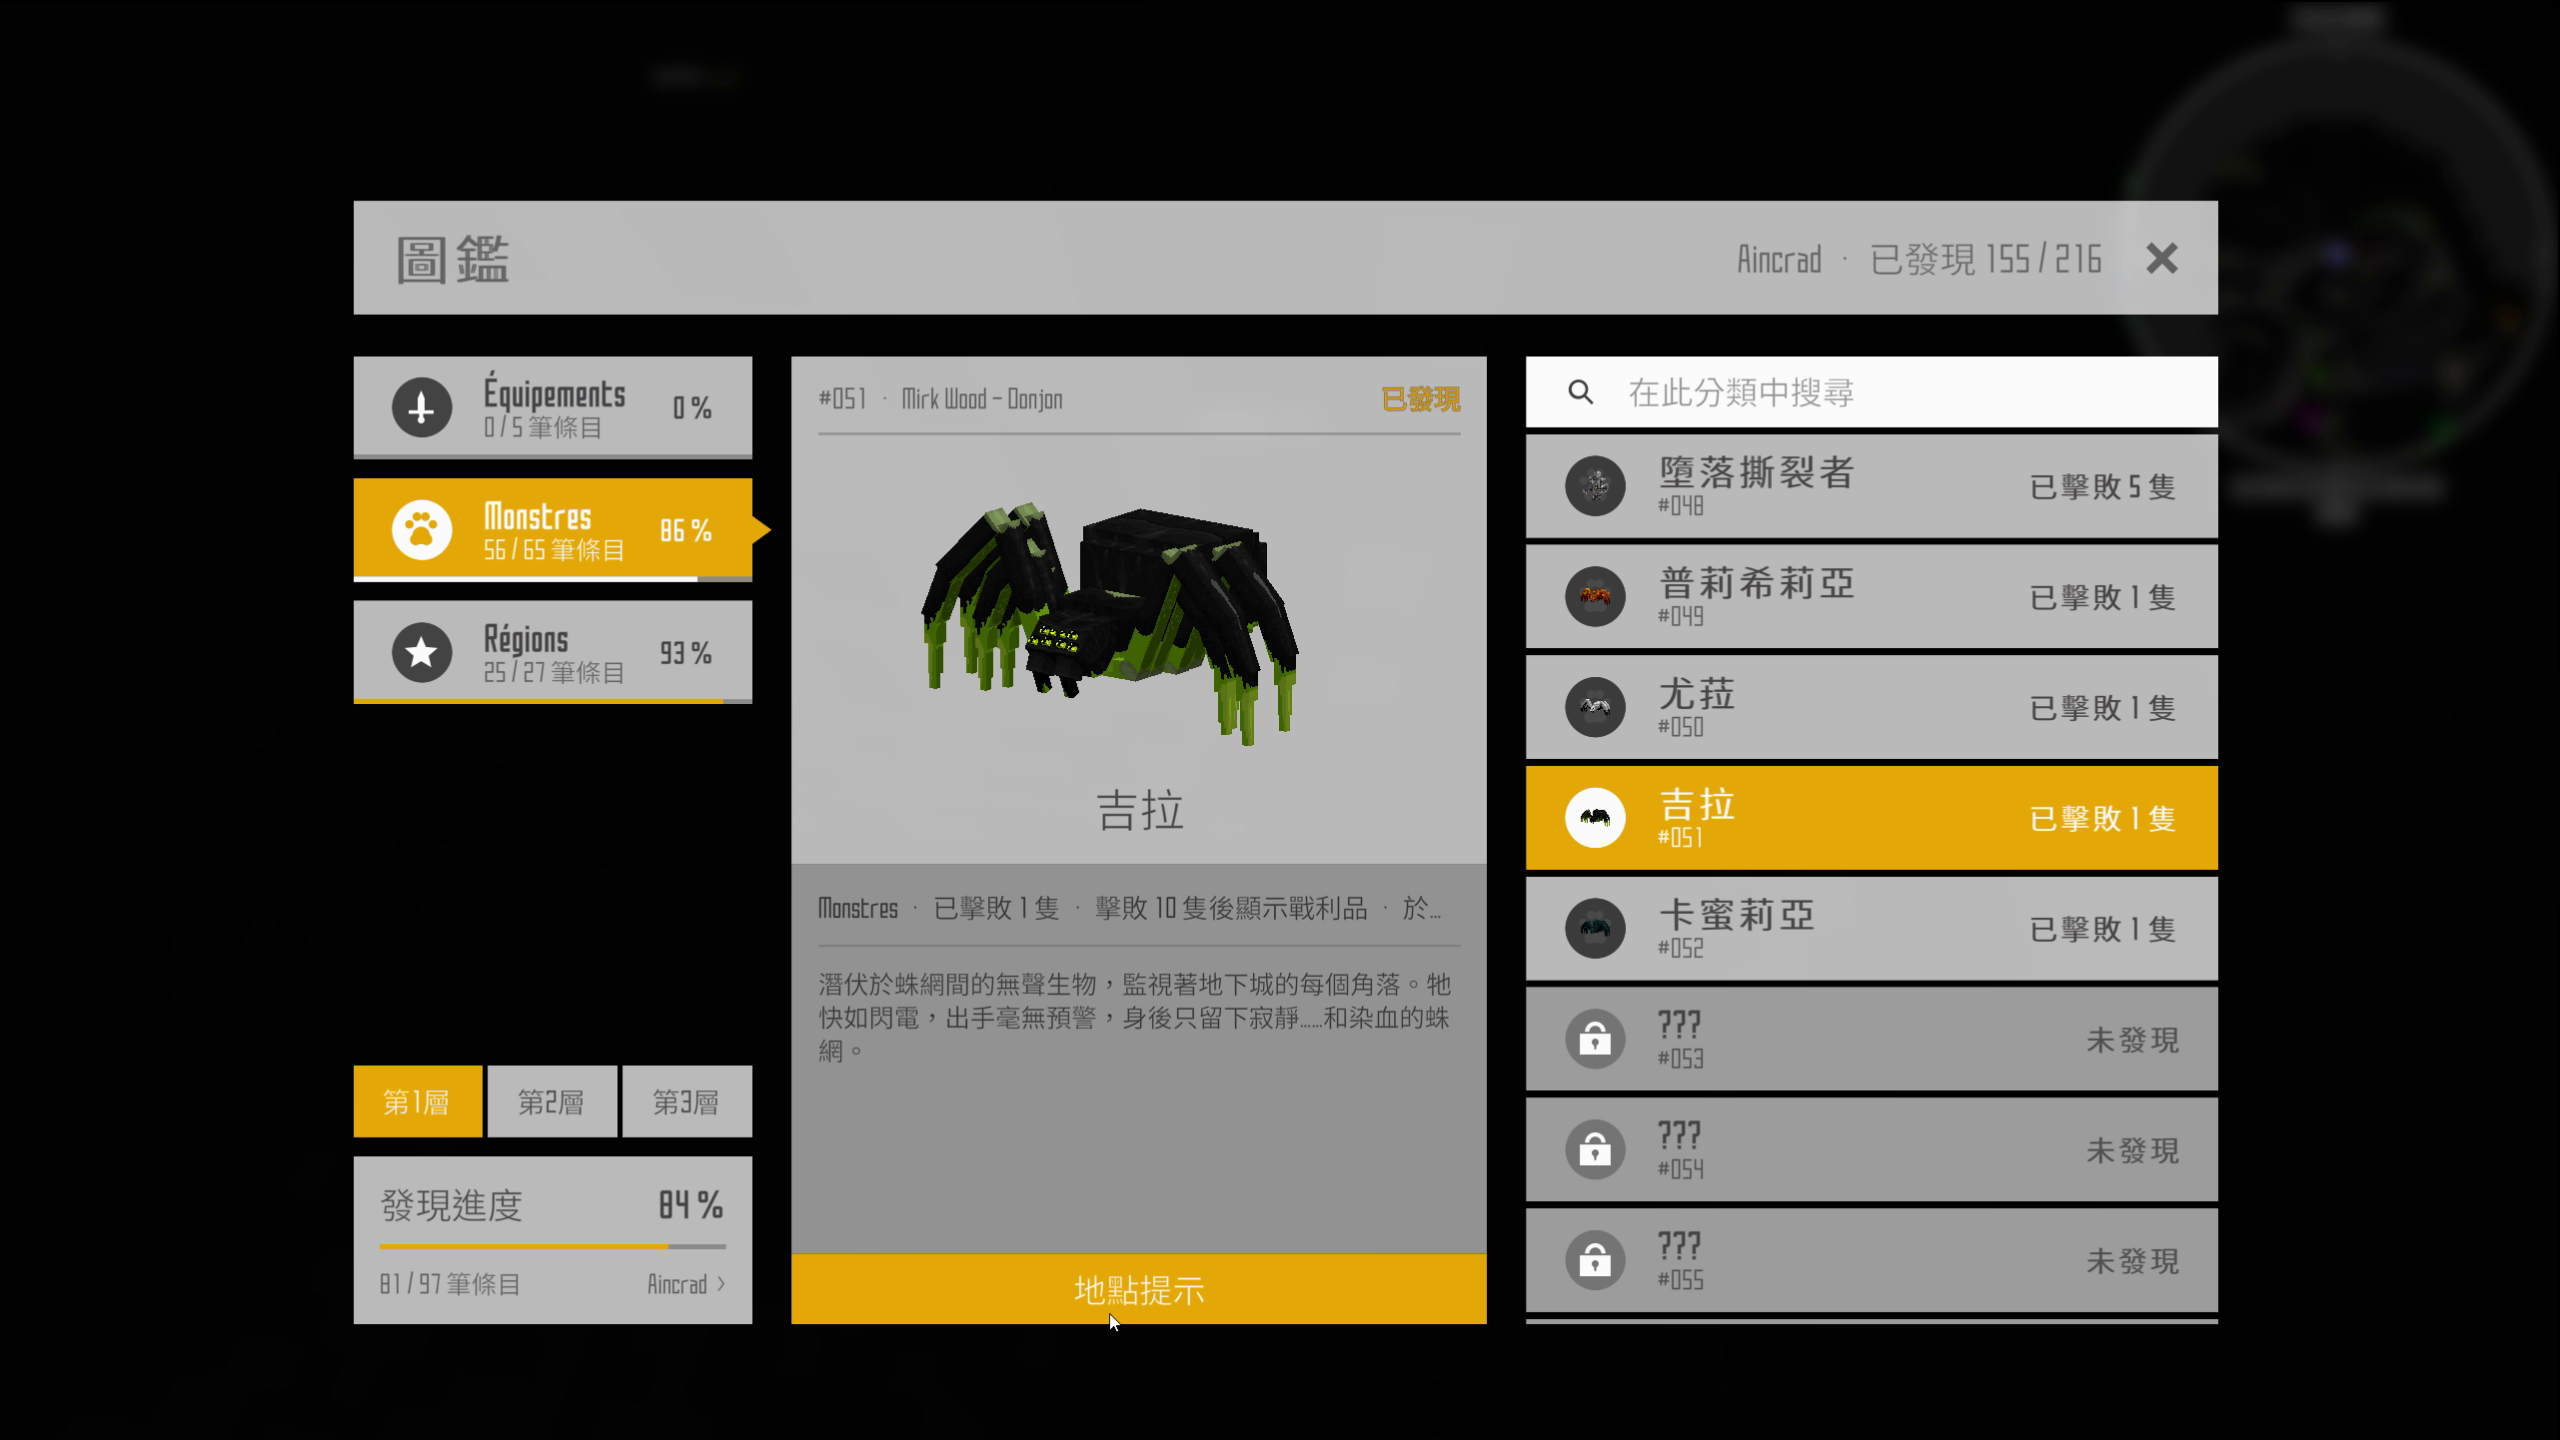 圖鑑
Aincrad · 已發現 155 / 216
Équipements
0 / 5 筆條目
0 %
Monstres
56 / 65 筆條目
86 %
Régions
25 / 27 筆條目
93 %
第1層
第2層
第3層
發現進度
84 %
81 / 97 筆條目
Aincrad >
#051 · Mirk Wood – Donjon
已發現
吉拉
Monstres · 已擊敗 1 隻 · 擊敗 10 隻後顯示戰利品 · 於...
潛伏於蛛網間的無聲生物，監視著地下城的每個角落。牠
快如閃電，出手毫無預警，身後只留下寂靜......和染血的蛛
網。
地點提示
在此分類中搜尋
墮落撕裂者
#048
已擊敗 5 隻
普莉希莉亞
#049
已擊敗 1 隻
尤菈
#050
已擊敗 1 隻
吉拉
#051
已擊敗 1 隻
卡蜜莉亞
#052
已擊敗 1 隻
???
#053
未發現
???
#054
未發現
???
#055
未發現